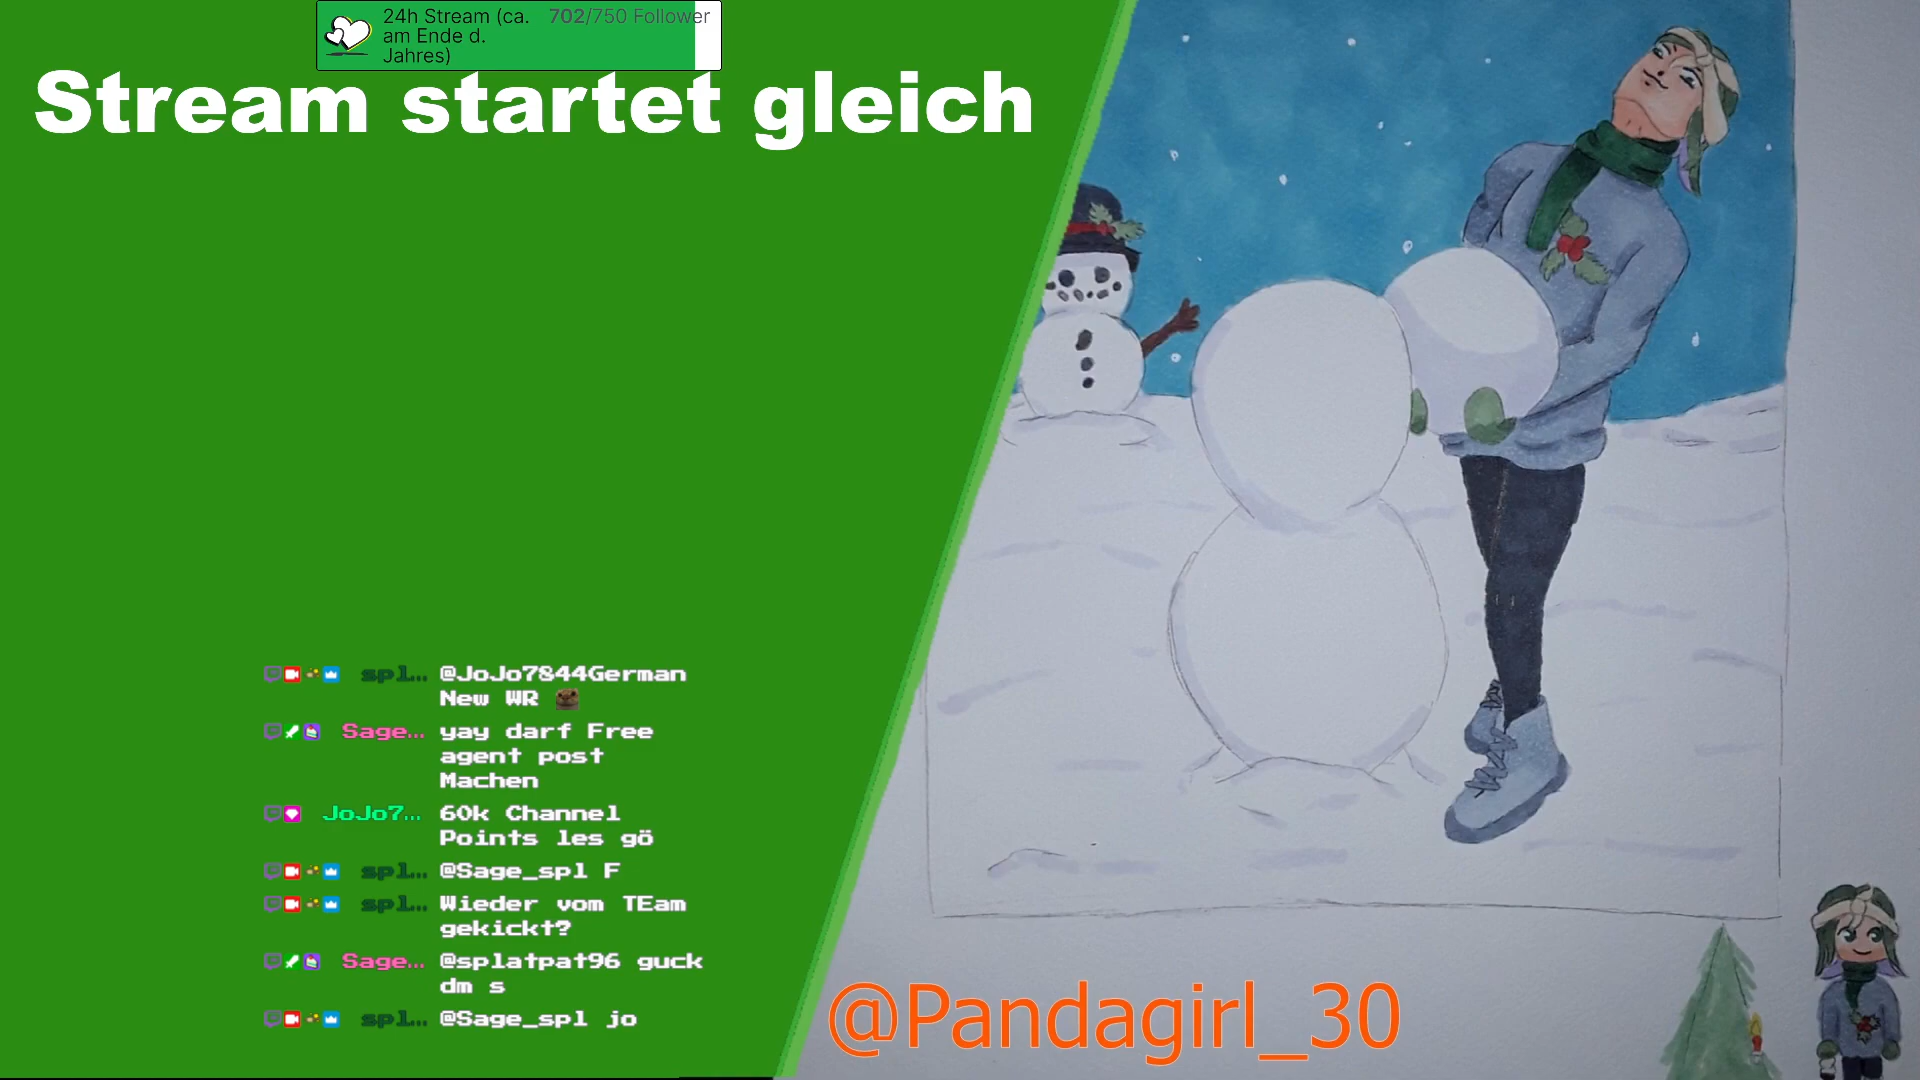 24h Stream (ca. 702/750 Follower
am Ende d.
Jahres)
Stream startet gleich
spl... @JoJo7844German
New WR
Sage... yay darf Free
agent post
Machen
JoJo7... 60k Channel
Points les gö
spl... @Sage_spl F
spl... Wieder vom TEam
gekickt?
Sage... @splatpat96 guck
dm s
spl... @Sage_spl jo
@Pandagirl_30